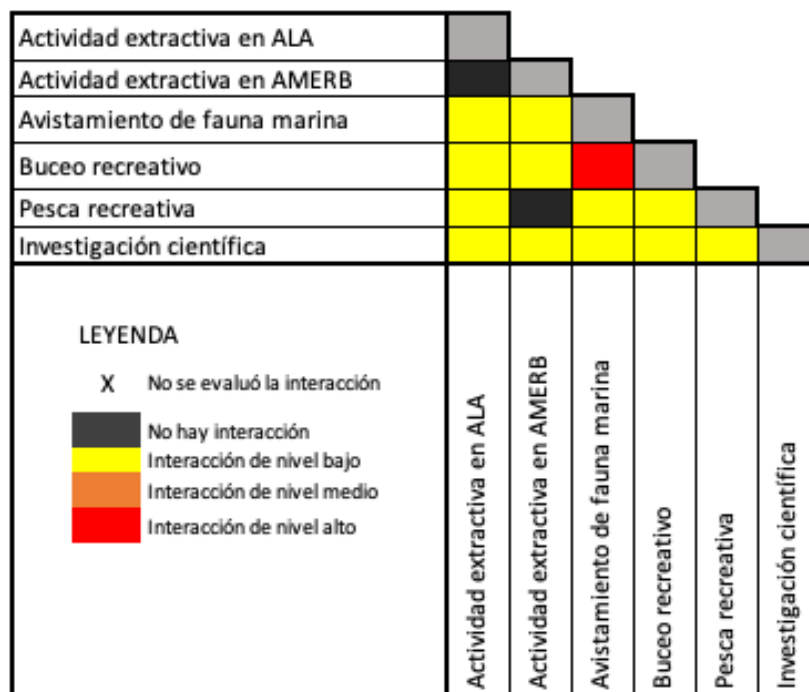 Actividad extractiva en ALA
Actividad extractiva en AMERB
Avistamiento de fauna marina
Buceo recreativo
Pesca recreativa
Investigación científica
LEYENDA
X No se evaluó la interacción
No hay interacción
Interacción de nivel bajo
Interacción de nivel medio
Interacción de nivel alto
Actividad extractiva en ALA
Actividad extractiva en AMERB
Avistamiento de fauna marina
Buceo recreativo
Pesca recreativa
Investigación científica